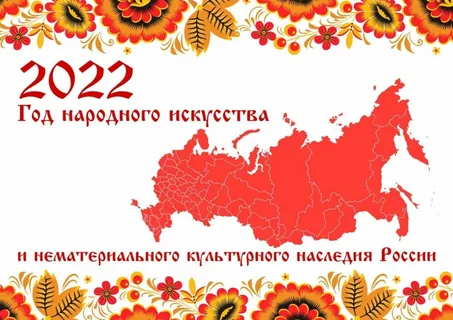 2022
Год народного искусства
и нематериального культурного наследия России